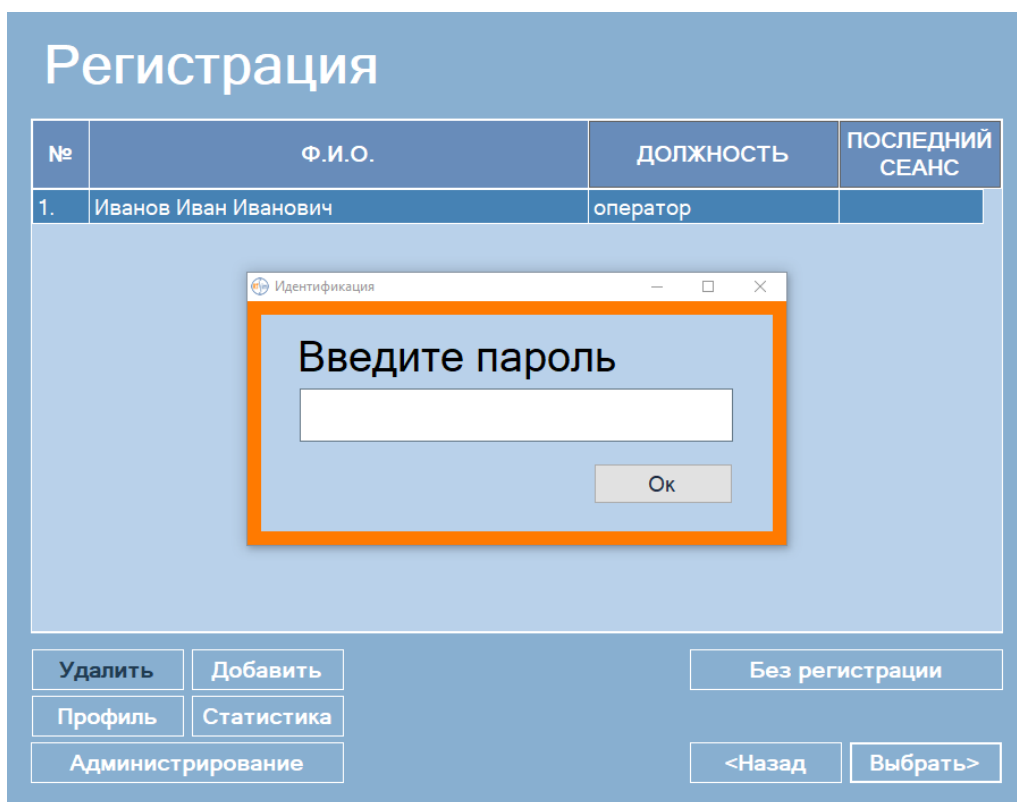 Регистрация
№ Ф.И.О. ДОЛЖНОСТЬ ПОСЛЕДНИЙ СЕАНС
1. Иванов Иван Иванович оператор
Идентификация
Введите пароль
Ок
Удалить Добавить Без регистрации
Профиль Статистика
Администрирование <Назад Выбрать>